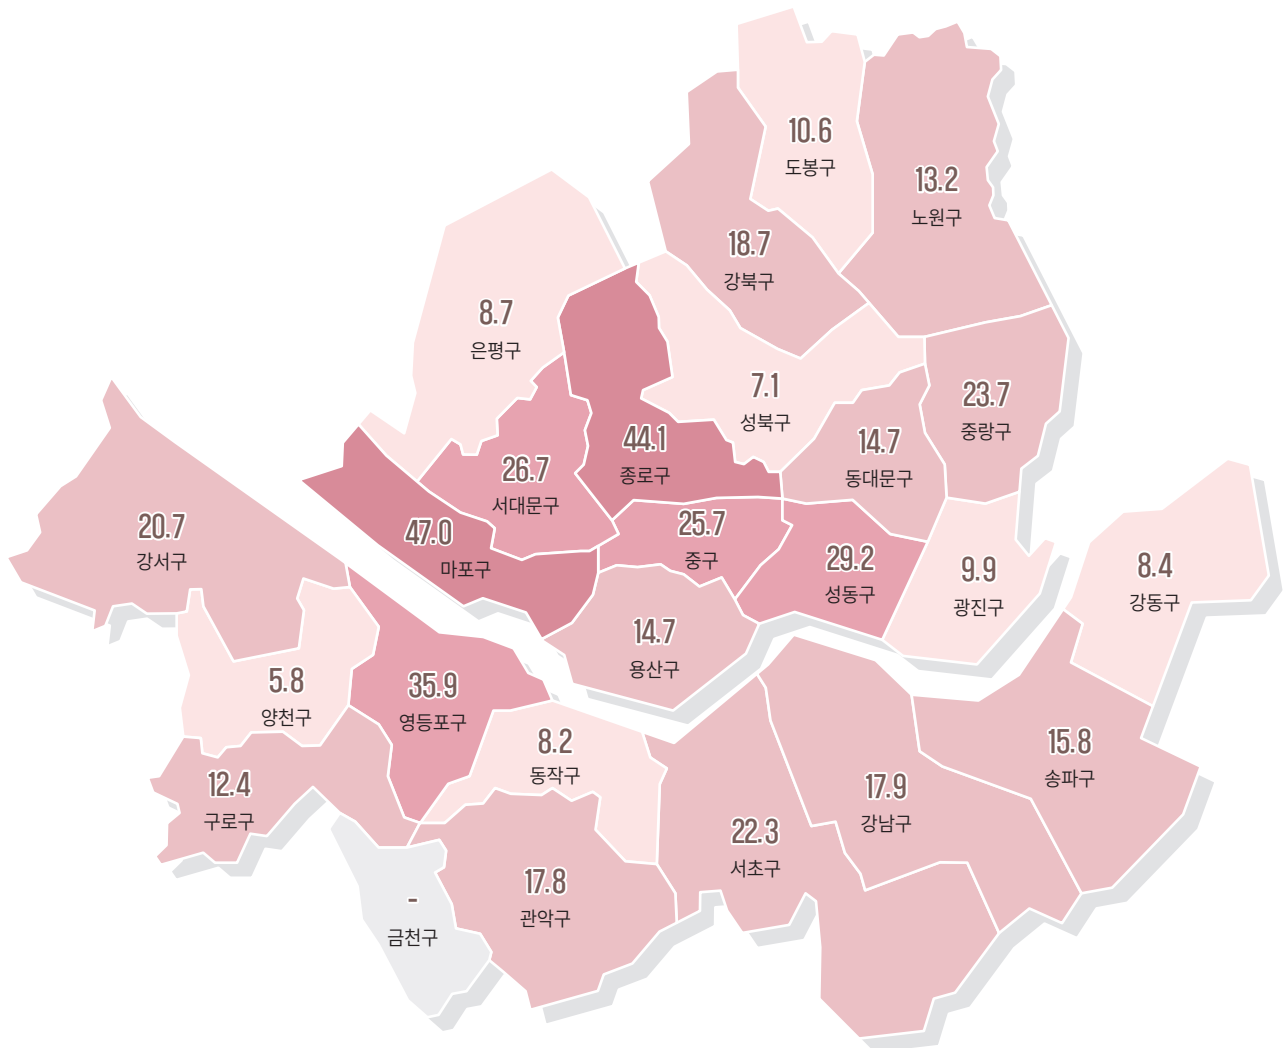 10.6
도봉구
13.2
노원구
18.7
강북구
8.7
은평구
7.1
성북구
23.7
중랑구
44.1
종로구
14.7
동대문구
26.7
서대문구
20.7
강서구
47.0
마포구
25.7
중구
29.2
성동구
9.9
광진구
8.4
강동구
14.7
용산구
5.8
양천구
35.9
영등포구
8.2
동작구
15.8
송파구
12.4
구로구
17.9
강남구
22.3
서초구
17.8
관악구
-
금천구